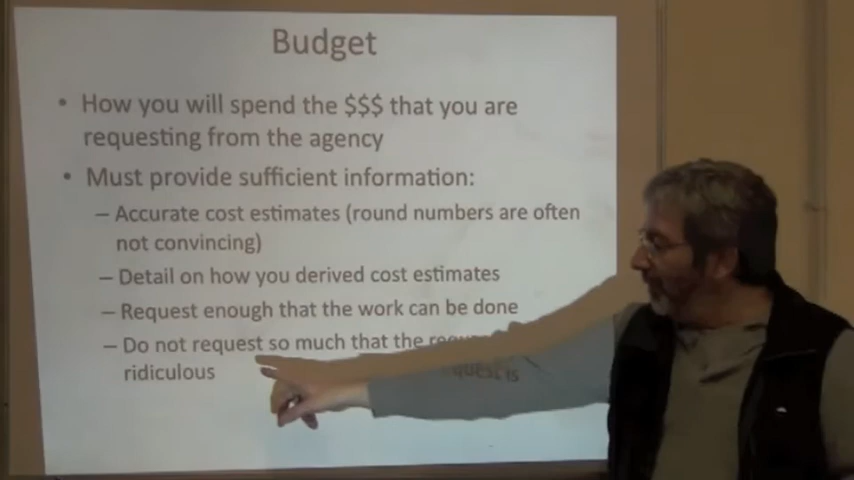 Budget
• How you will spend the $$$ that you are
requesting from the agency
• Must provide sufficient information:
– Accurate cost estimates (round numbers are often
not convincing)
– Detail on how you derived cost estimates
– Request enough that the work can be done
– Do not request so much that the request is
ridiculous